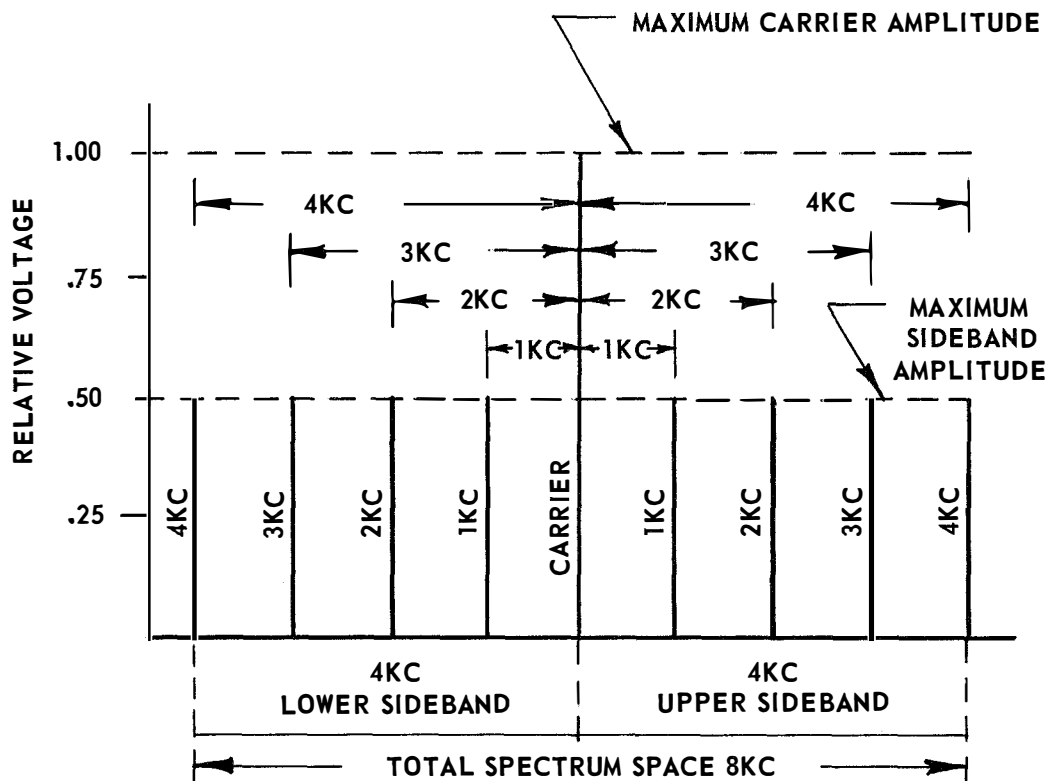 MAXIMUM CARRIER AMPLITUDE
1.00
4KC 4KC
3KC 3KC
.75
2KC 2KC
MAXIMUM
SIDEBAND
AMPLITUDE
1KC 1KC
.50
RELATIVE VOLTAGE
.25
4KC
3KC
2KC
1KC
CARRIER
1KC
2KC
3KC
4KC
4KC
LOWER SIDEBAND
4KC
UPPER SIDEBAND
TOTAL SPECTRUM SPACE 8KC